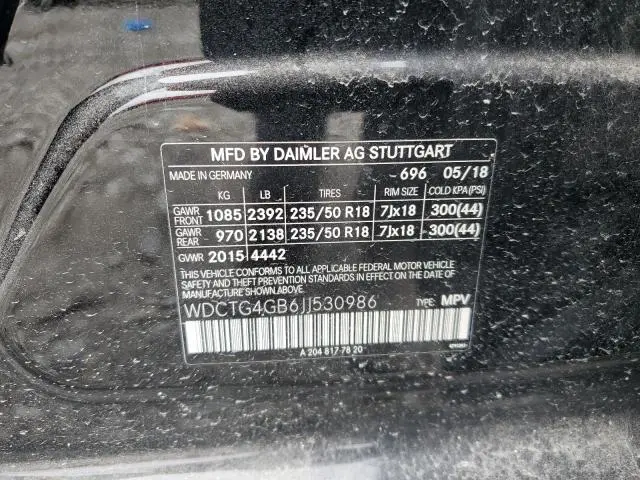 MFD BY DAIMLER AG STUTTGART
MADE IN GERMANY 696 05/18
KG LB TIRES RIM SIZE COLD KPA(PSI)
GAWR FRONT 1085 2392 235/50 R18 7Jx18 300(44)
GAWR REAR 970 2138 235/50 R18 7Jx18 300(44)
GVWR 2015 4442
THIS VEHICLE CONFORMS TO ALL APPLICABLE FEDERAL MOTOR VEHICLE
SAFETY AND THEFT PREVENTION STANDARDS IN EFFECT ON THE DATE
OF MANUFACTURE SHOWN ABOVE.
WDCTG4GB6JJ530986 TYPE: MPV
A 204 817 78 20